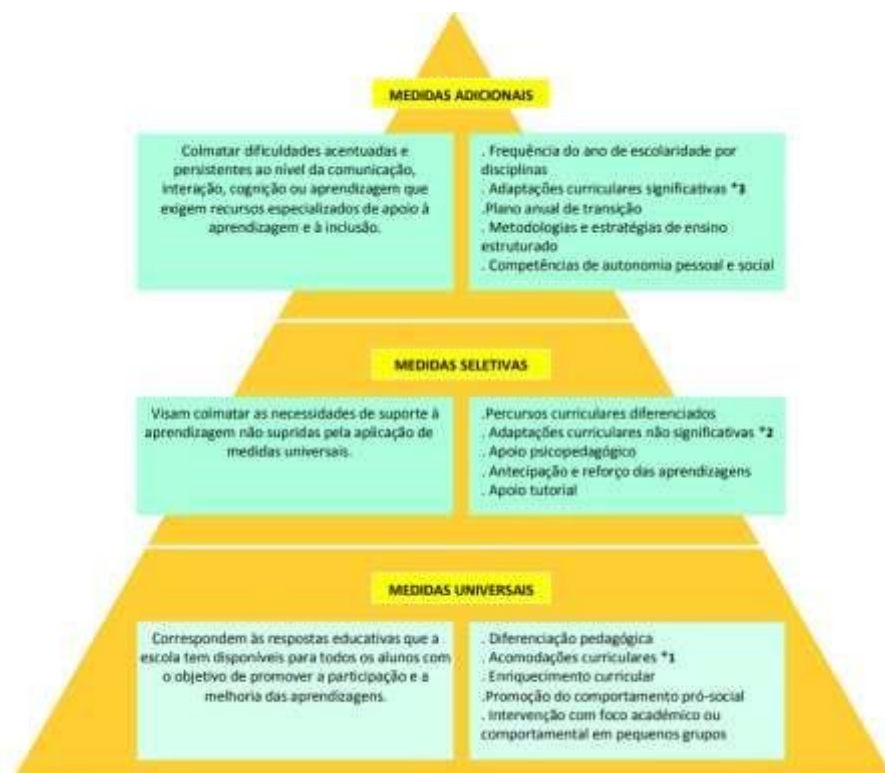 MEDIDAS ADICIONAIS
Colmatar dificuldades acentuadas e
persistentes ao nível da comunicação,
interação, cognição ou aprendizagem que
exigem recursos especializados de apoio à
aprendizagem e à inclusão.
. Frequência do ano de escolaridade por
disciplinas
. Adaptações curriculares significativas *3
.Plano anual de transição
. Metodologias e estratégias de ensino
estruturado
. Competências de autonomia pessoal e social
MEDIDAS SELETIVAS
Visam colmatar as necessidades de suporte à
aprendizagem não supridas pela aplicação de
medidas universais.
.Percursos curriculares diferenciados
. Adaptações curriculares não significativas *2
. Apoio psicopedagógico
. Antecipação e reforço das aprendizagens
. Apoio tutorial
MEDIDAS UNIVERSAIS
Correspondem às respostas educativas que a
escola tem disponíveis para todos os alunos com
o objetivo de promover a participação e a
melhoria das aprendizagens.
. Diferenciação pedagógica
. Acomodações curriculares *1
. Enriquecimento curricular
.Promoção do comportamento pró-social
. Intervenção com foco académico ou
comportamental em pequenos grupos